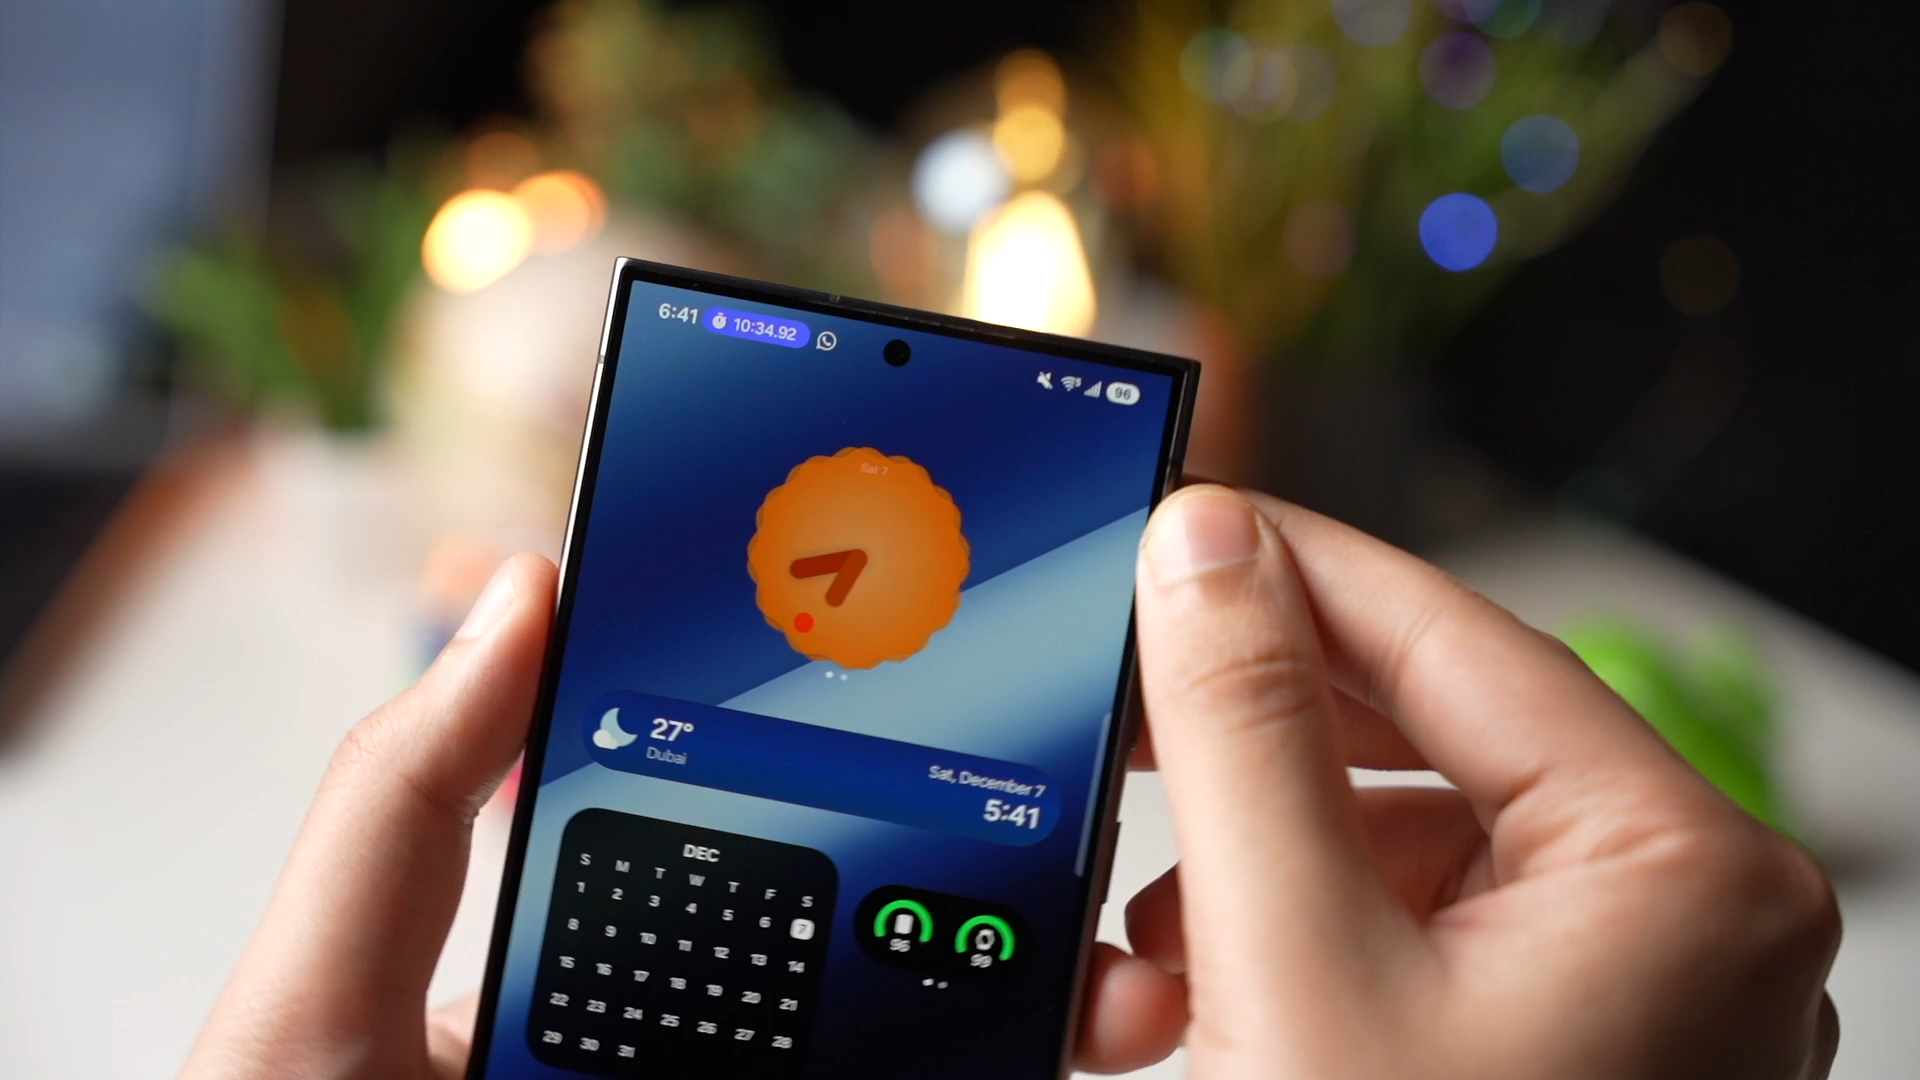 6:41 10:34.92
96
Sat 7
27°
Dubai
Sat, December 7
5:41
DEC
S M T W T F S
1 2 3 4 5 6 7
8 9 10 11 12 13 14
15 16 17 18 19 20 21
22 23 24 25 26 27 28
29 30 31
96 99